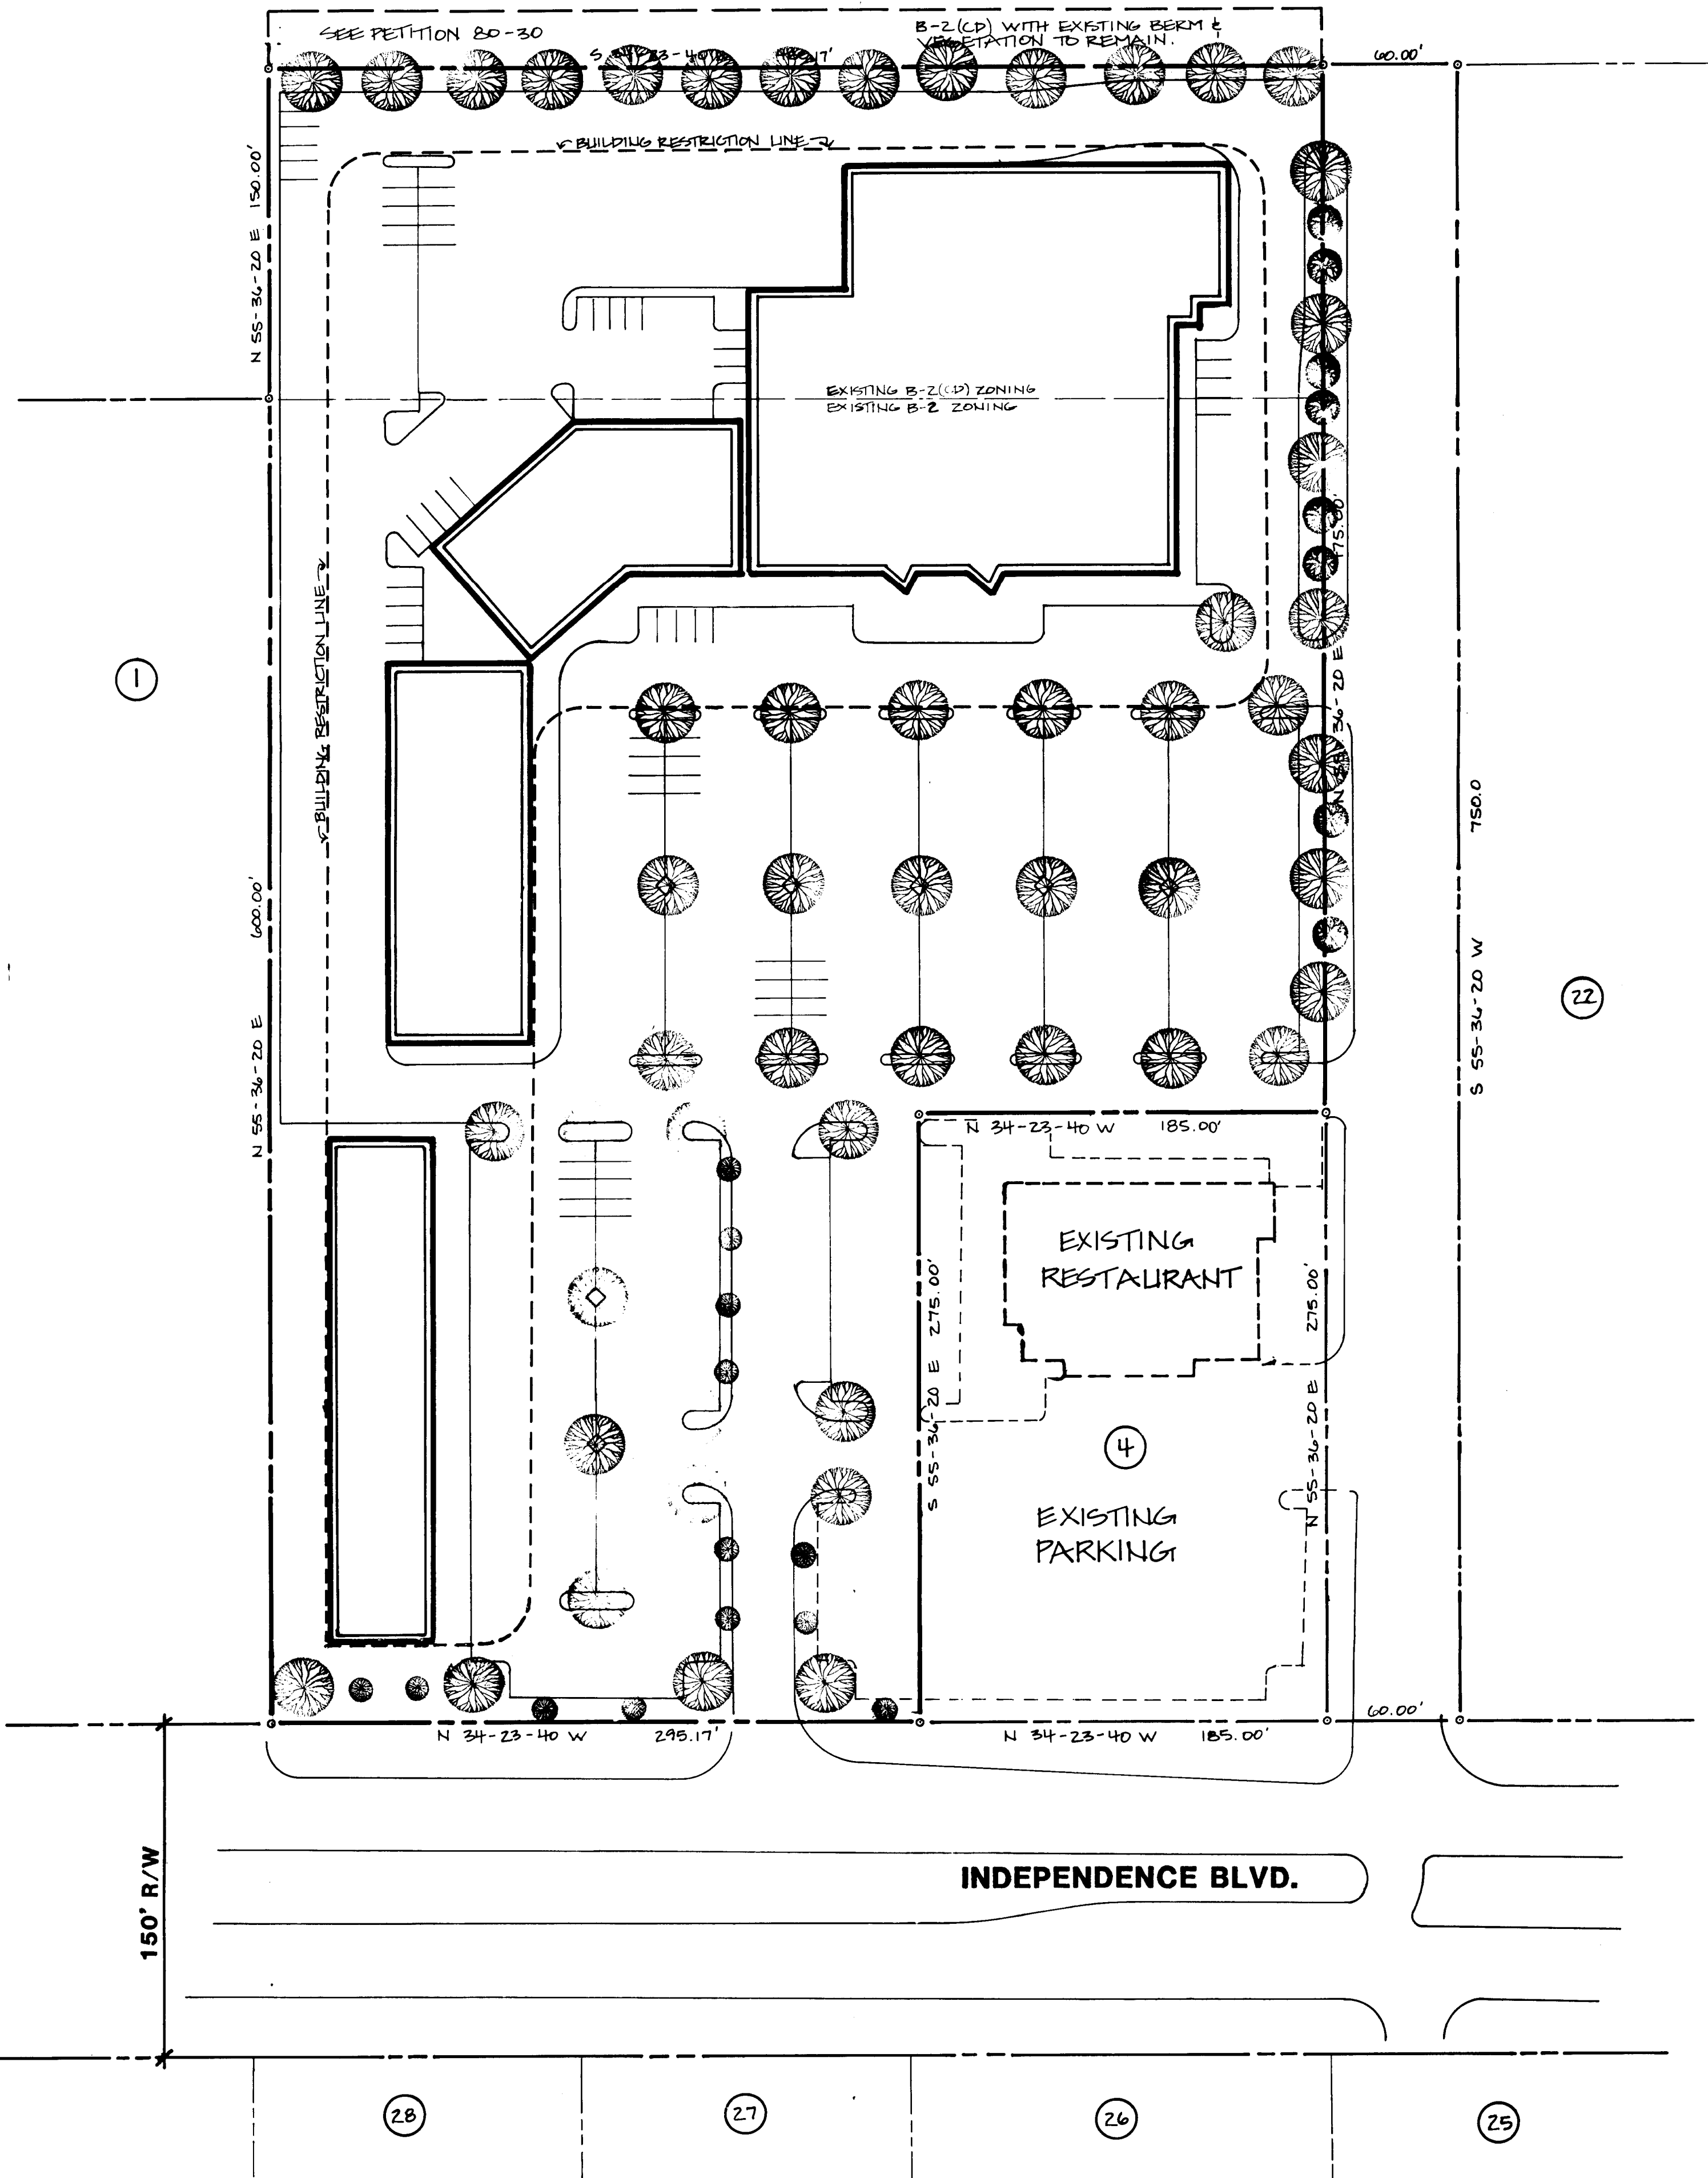 SEE PETITION 80-30
B-2(CD) WITH EXISTING BERM &
VEGETATION TO REMAIN.
60.00'
BUILDING RESTRICTION LINE
N 55-36-20 E 150.00'
EXISTING B-2(CD) ZONING
EXISTING B-2 ZONING
BUILDING RESTRICTION LINE
1
N 55-36-20 E 600.00'
36-20 E
750.0
S 55-36-20 W
22
N 34-23-40 W 185.00'
EXISTING
RESTAURANT
S 55-36-20 E 275.00'
N 55-36-20 E 275.00'
4
EXISTING
PARKING
N 34-23-40 W 295.17'
N 34-23-40 W 185.00'
60.00'
150' R/W
INDEPENDENCE BLVD.
28
27
26
25